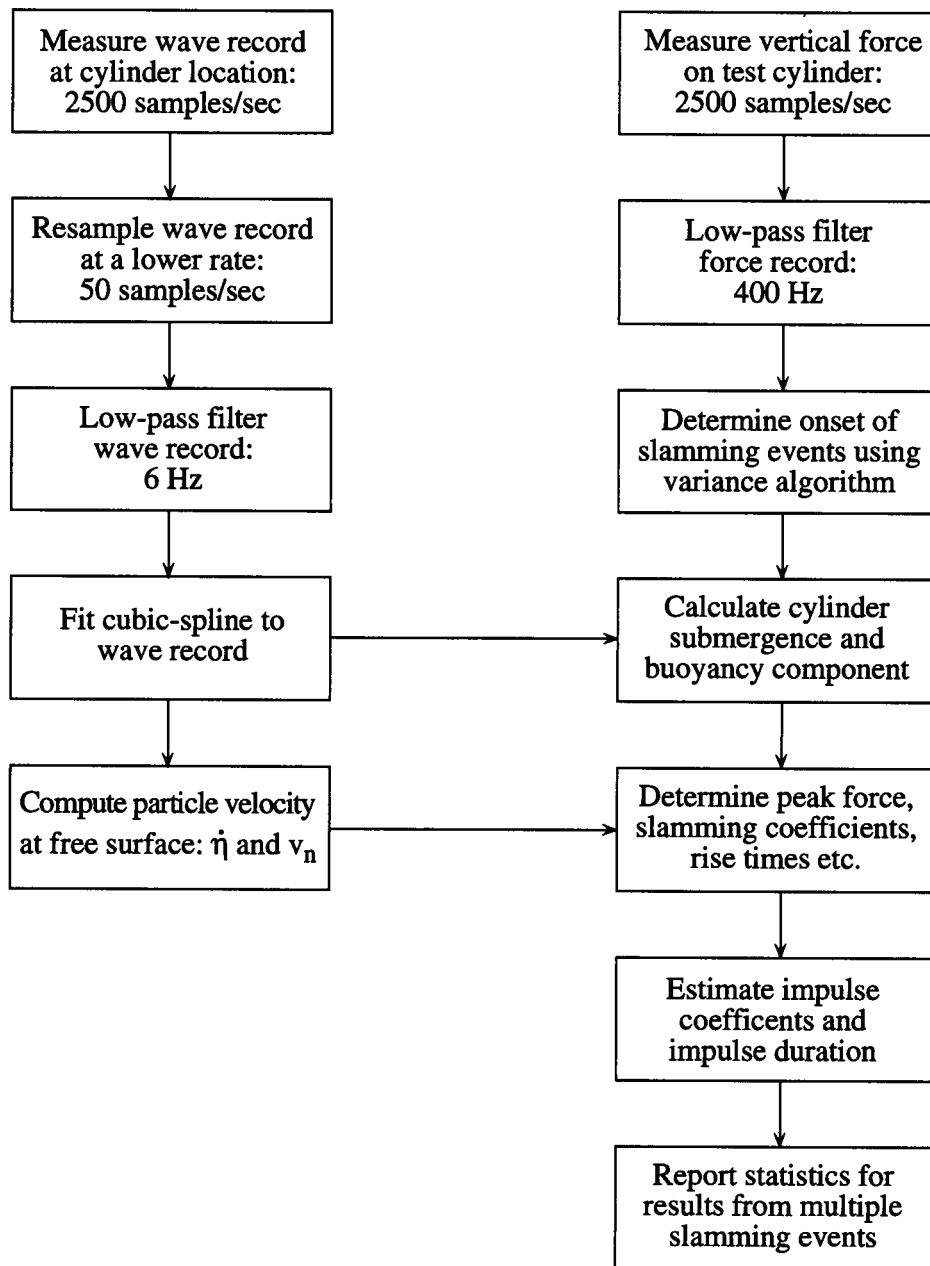 Measure wave record
at cylinder location:
2500 samples/sec
Resample wave record
at a lower rate:
50 samples/sec
Low-pass filter
wave record:
6 Hz
Fit cubic-spline to
wave record
Compute particle velocity
at free surface: η̇ and vₙ
Measure vertical force
on test cylinder:
2500 samples/sec
Low-pass filter
force record:
400 Hz
Determine onset of
slamming events using
variance algorithm
Calculate cylinder
submergence and
buoyancy component
Determine peak force,
slamming coefficients,
rise times etc.
Estimate impulse
coefficents and
impulse duration
Report statistics for
results from multiple
slamming events